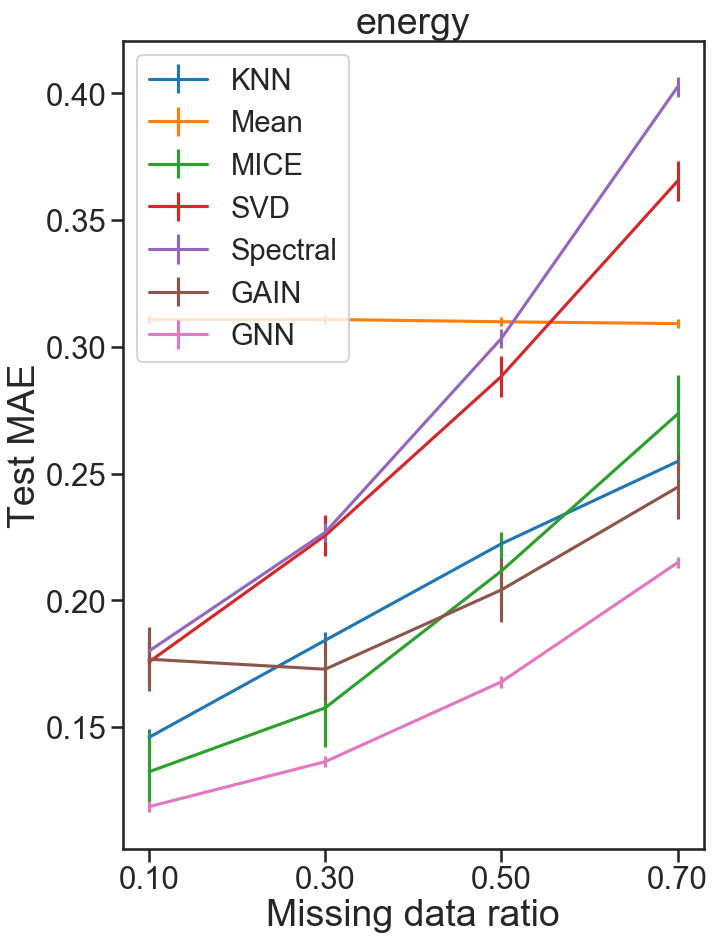 energy
KNN
Mean
MICE
SVD
Spectral
GAIN
GNN
Test MAE
0.40
0.35
0.30
0.25
0.20
0.15
0.10 0.30 0.50 0.70
Missing data ratio